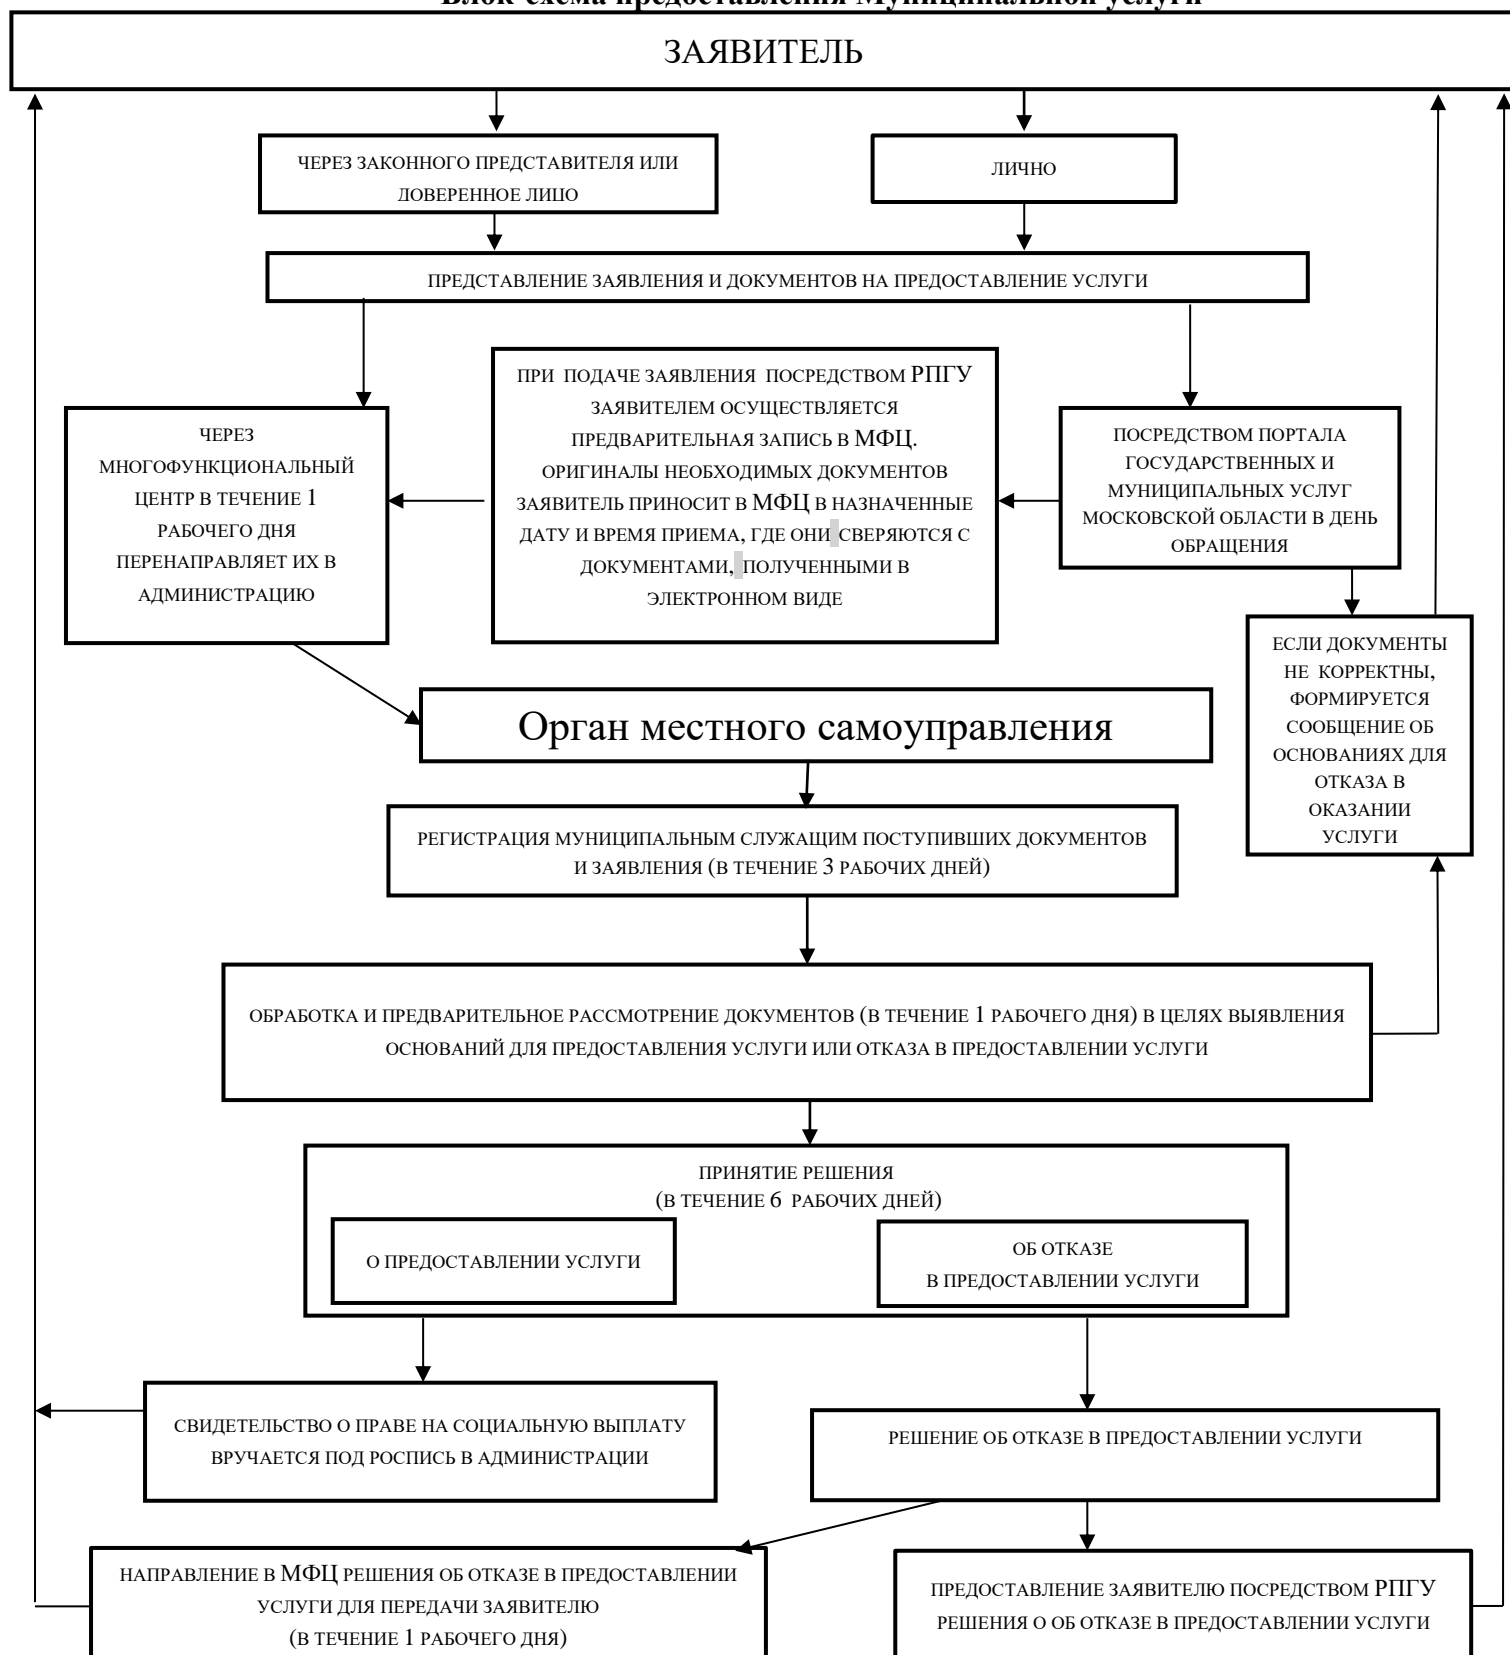 Блок-схема предоставления Муниципальной услуги
ЗАЯВИТЕЛЬ
ЧЕРЕЗ ЗАКОННОГО ПРЕДСТАВИТЕЛЯ ИЛИ
ДОВЕРЕННОЕ ЛИЦО
ЛИЧНО
ПРЕДСТАВЛЕНИЕ ЗАЯВЛЕНИЯ И ДОКУМЕНТОВ НА ПРЕДОСТАВЛЕНИЕ УСЛУГИ
ЧЕРЕЗ
МНОГОФУНКЦИОНАЛЬНЫЙ
ЦЕНТР В ТЕЧЕНИЕ 1
РАБОЧЕГО ДНЯ
ПЕРЕНАПРАВЛЯЕТ ИХ В
АДМИНИСТРАЦИЮ
ПРИ ПОДАЧЕ ЗАЯВЛЕНИЯ ПОСРЕДСТВОМ РПГУ
ЗАЯВИТЕЛЕМ ОСУЩЕСТВЛЯЕТСЯ
ПРЕДВАРИТЕЛЬНАЯ ЗАПИСЬ В МФЦ.
ОРИГИНАЛЫ НЕОБХОДИМЫХ ДОКУМЕНТОВ
ЗАЯВИТЕЛЬ ПРИНОСИТ В МФЦ В НАЗНАЧЕННЫЕ
ДАТУ И ВРЕМЯ ПРИЕМА, ГДЕ ОНИ СВЕРЯЮТСЯ С
ДОКУМЕНТАМИ, ПОЛУЧЕННЫМИ В
ЭЛЕКТРОННОМ ВИДЕ
ПОСРЕДСТВОМ ПОРТАЛА
ГОСУДАРСТВЕННЫХ И
МУНИЦИПАЛЬНЫХ УСЛУГ
МОСКОВСКОЙ ОБЛАСТИ В ДЕНЬ
ОБРАЩЕНИЯ
ЕСЛИ ДОКУМЕНТЫ
НЕ КОРРЕКТНЫ,
ФОРМИРУЕТСЯ
СООБЩЕНИЕ ОБ
ОСНОВАНИЯХ ДЛЯ
ОТКАЗА В
ОКАЗАНИИ
УСЛУГИ
Орган местного самоуправления
РЕГИСТРАЦИЯ МУНИЦИПАЛЬНЫМ СЛУЖАЩИМ ПОСТУПИВШИХ ДОКУМЕНТОВ
И ЗАЯВЛЕНИЯ (В ТЕЧЕНИЕ 3 РАБОЧИХ ДНЕЙ)
ОБРАБОТКА И ПРЕДВАРИТЕЛЬНОЕ РАССМОТРЕНИЕ ДОКУМЕНТОВ (В ТЕЧЕНИЕ 1 РАБОЧЕГО ДНЯ) В ЦЕЛЯХ ВЫЯВЛЕНИЯ
ОСНОВАНИЙ ДЛЯ ПРЕДОСТАВЛЕНИЯ УСЛУГИ ИЛИ ОТКАЗА В ПРЕДОСТАВЛЕНИИ УСЛУГИ
ПРИНЯТИЕ РЕШЕНИЯ
(В ТЕЧЕНИЕ 6 РАБОЧИХ ДНЕЙ)
О ПРЕДОСТАВЛЕНИИ УСЛУГИ
ОБ ОТКАЗЕ
В ПРЕДОСТАВЛЕНИИ УСЛУГИ
СВИДЕТЕЛЬСТВО О ПРАВЕ НА СОЦИАЛЬНУЮ ВЫПЛАТУ
ВРУЧАЕТСЯ ПОД РОСПИСЬ В АДМИНИСТРАЦИИ
РЕШЕНИЕ ОБ ОТКАЗЕ В ПРЕДОСТАВЛЕНИИ УСЛУГИ
НАПРАВЛЕНИЕ В МФЦ РЕШЕНИЯ ОБ ОТКАЗЕ В ПРЕДОСТАВЛЕНИИ
УСЛУГИ ДЛЯ ПЕРЕДАЧИ ЗАЯВИТЕЛЮ
(В ТЕЧЕНИЕ 1 РАБОЧЕГО ДНЯ)
ПРЕДОСТАВЛЕНИЕ ЗАЯВИТЕЛЮ ПОСРЕДСТВОМ РПГУ
РЕШЕНИЯ О ОБ ОТКАЗЕ В ПРЕДОСТАВЛЕНИИ УСЛУГИ